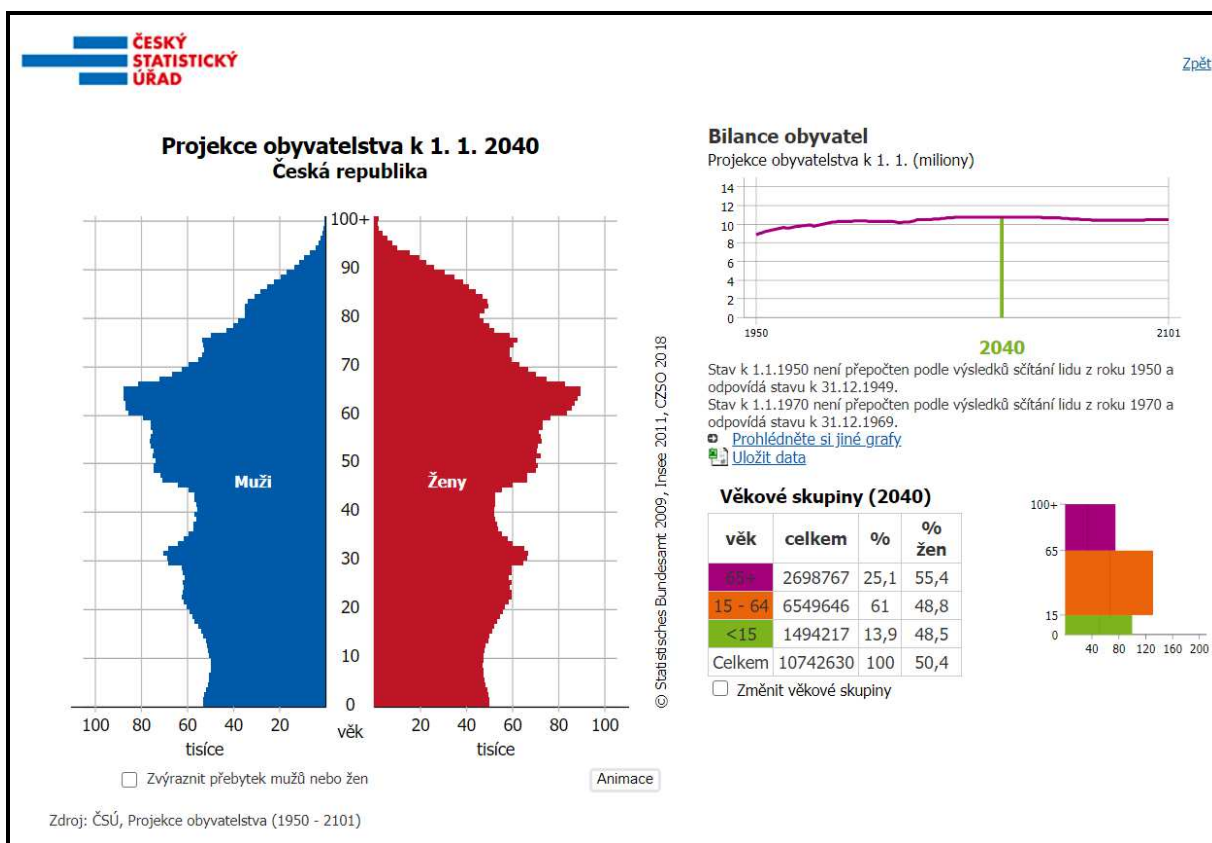 ČESKÝ
STATISTICKÝ
ÚŘAD
Zpět
Projekce obyvatelstva k 1. 1. 2040
Česká republika
100+
90
80
70
60
50
40
30
20
10
0
Muži
Ženy
100 80 60 40 20
věk
20 40 60 80 100
tisíce
tisíce
Zvýraznit přebytek mužů nebo žen
Animace
Zdroj: ČSÚ, Projekce obyvatelstva (1950 - 2101)
© Statistisches Bundesamt 2009, Insee 2011, CZSO 2018
Bilance obyvatel
Projekce obyvatelstva k 1. 1. (miliony)
14
12
10
8
6
4
2
0
1950
2101
2040
Stav k 1.1.1950 není přepočten podle výsledků sčítání lidu z roku 1950 a
odpovídá stavu k 31.12.1949.
Stav k 1.1.1970 není přepočten podle výsledků sčítání lidu z roku 1970 a
odpovídá stavu k 31.12.1969.
Prohlédněte si jiné grafy
Uložit data
Věkové skupiny (2040)
věk celkem % % žen
65+ 2698767 25,1 55,4
15 - 64 6549646 61 48,8
<15 1494217 13,9 48,5
Celkem 10742630 100 50,4
Změnit věkové skupiny
100+
65
15
0
40 80 120 160 200